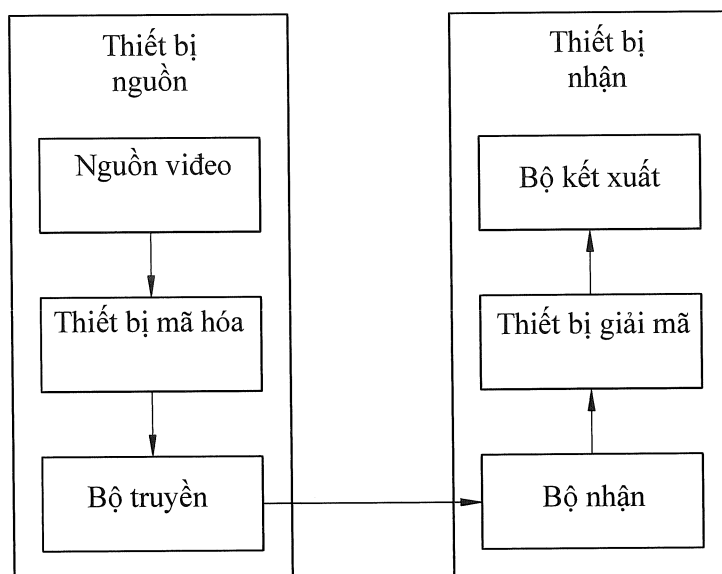 Thiết bị
nguồn
Nguồn viđeo
Thiết bị mã hóa
Bộ truyền
Thiết bị
nhận
Bộ kết xuất
Thiết bị giải mã
Bộ nhận